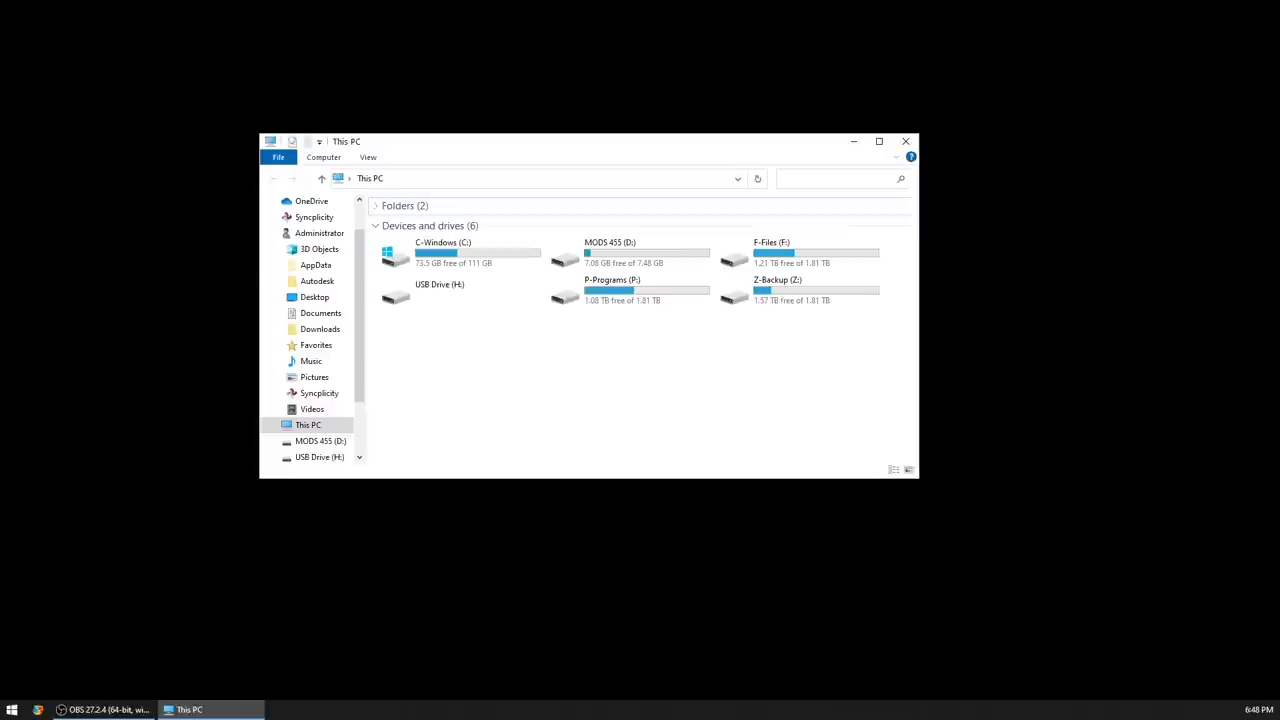 This PC
File
Computer
View
This PC
OneDrive
Syncplicity
Administrator
3D Objects
AppData
Autodesk
Desktop
Documents
Downloads
Favorites
Music
Pictures
Syncplicity
Videos
This PC
MODS 455 (D:)
USB Drive (H:)
Folders (2)
Devices and drives (6)
C-Windows (C:)
73.5 GB free of 111 GB
MODS 455 (D:)
7.08 GB free of 7.48 GB
F-Files (F:)
1.21 TB free of 1.81 TB
USB Drive (H:)
P-Programs (P:)
1.08 TB free of 1.81 TB
Z-Backup (Z:)
1.57 TB free of 1.81 TB
OBS 27.2.4 (64-bit, wi...
This PC
6:48 PM